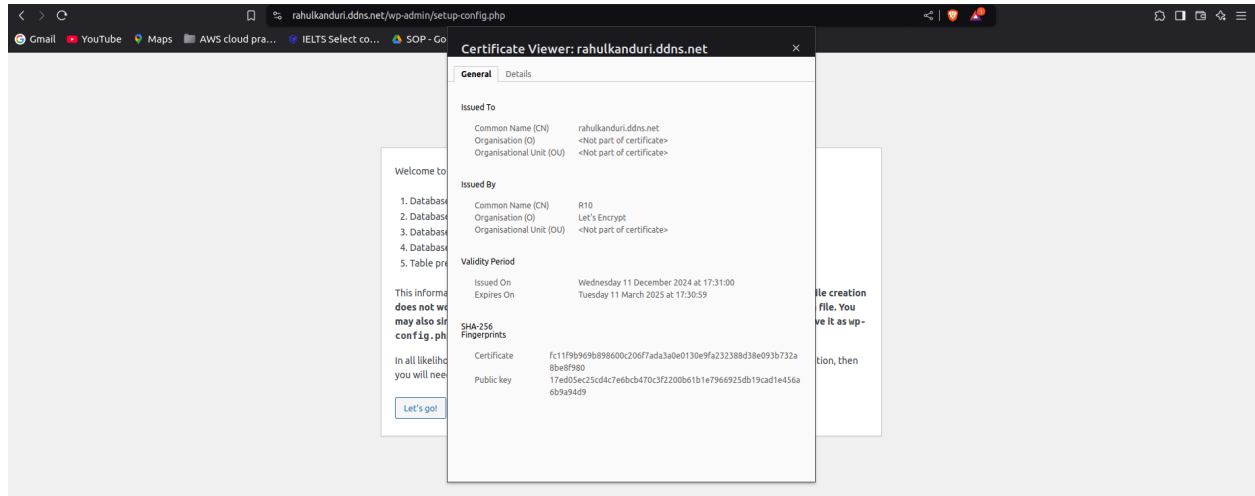 rahulkanduri.ddns.net/wp-admin/setup-config.php
Gmail YouTube Maps AWS cloud pra... IELTS Select co... SOP - Go
Certificate Viewer: rahulkanduri.ddns.net
General Details
Issued To
Common Name (CN) rahulkanduri.ddns.net
Organisation (O) <Not part of certificate>
Organisational Unit (OU) <Not part of certificate>
Issued By
Common Name (CN) R10
Organisation (O) Let's Encrypt
Organisational Unit (OU) <Not part of certificate>
Validity Period
Issued On Wednesday 11 December 2024 at 17:31:00
Expires On Tuesday 11 March 2025 at 17:30:59
SHA-256
Fingerprints
Certificate fc11f9b969b898600c206f7ada3a0e0130e9fa232388d38e093b732a
8be8f980
Public key 17ed05ec25cd4c7e6bcb470c3f2200b61b1e7966925db19cad1e456a
6b9a94d9
Welcome to
1. Database
2. Database
3. Database
4. Database
5. Table pre
This informa ile creation
does not wo file. You
may also sin ve it as wp-
config.ph
In all likeliho tion, then
you will nee
Let's go!